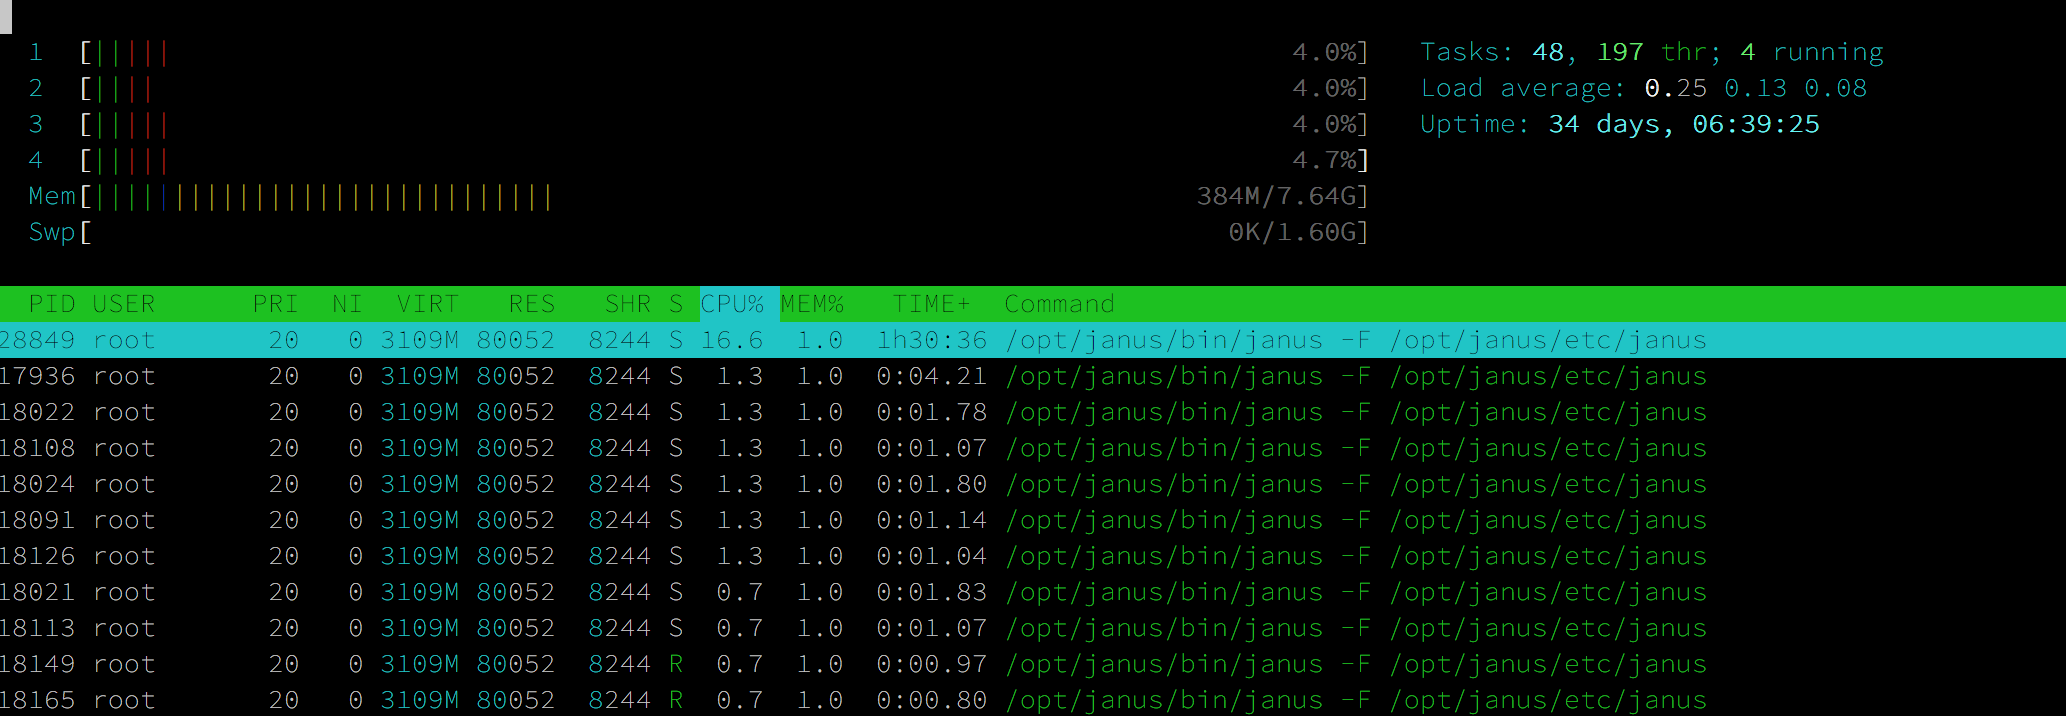 1 [||||| 4.0%] Tasks: 48, 197 thr; 4 running
2 [|||| 4.0%] Load average: 0.25 0.13 0.08
3 [||||| 4.0%] Uptime: 34 days, 06:39:25
4 [||||| 4.7%]
Mem[||||||||||||||||||||||||||||| 384M/7.64G]
Swp[ 0K/1.60G]
PID USER PRI NI VIRT RES SHR S CPU% MEM% TIME+ Command
28849 root 20 0 3109M 80052 8244 S 16.6 1.0 1h30:36 /opt/janus/bin/janus -F /opt/janus/etc/janus
17936 root 20 0 3109M 80052 8244 S 1.3 1.0 0:04.21 /opt/janus/bin/janus -F /opt/janus/etc/janus
18022 root 20 0 3109M 80052 8244 S 1.3 1.0 0:01.78 /opt/janus/bin/janus -F /opt/janus/etc/janus
18108 root 20 0 3109M 80052 8244 S 1.3 1.0 0:01.07 /opt/janus/bin/janus -F /opt/janus/etc/janus
18024 root 20 0 3109M 80052 8244 S 1.3 1.0 0:01.80 /opt/janus/bin/janus -F /opt/janus/etc/janus
18091 root 20 0 3109M 80052 8244 S 1.3 1.0 0:01.14 /opt/janus/bin/janus -F /opt/janus/etc/janus
18126 root 20 0 3109M 80052 8244 S 1.3 1.0 0:01.04 /opt/janus/bin/janus -F /opt/janus/etc/janus
18021 root 20 0 3109M 80052 8244 S 0.7 1.0 0:01.83 /opt/janus/bin/janus -F /opt/janus/etc/janus
18113 root 20 0 3109M 80052 8244 S 0.7 1.0 0:01.07 /opt/janus/bin/janus -F /opt/janus/etc/janus
18149 root 20 0 3109M 80052 8244 R 0.7 1.0 0:00.97 /opt/janus/bin/janus -F /opt/janus/etc/janus
18165 root 20 0 3109M 80052 8244 R 0.7 1.0 0:00.80 /opt/janus/bin/janus -F /opt/janus/etc/janus